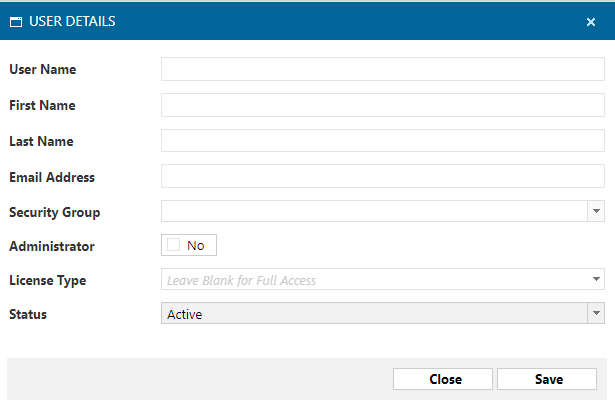 USER DETAILS
User Name
First Name
Last Name
Email Address
Security Group
Administrator No
License Type Leave Blank for Full Access
Status Active
Close Save